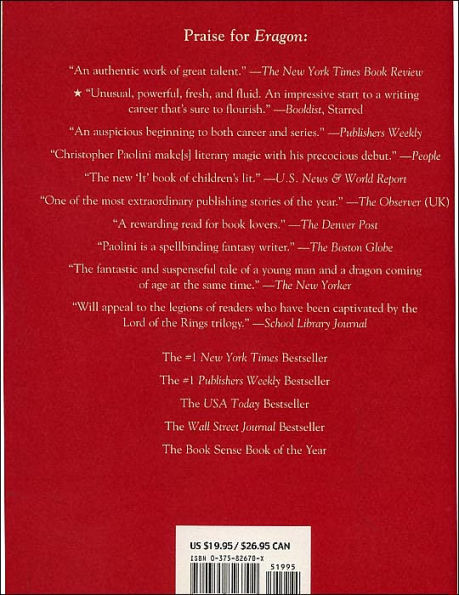 Praise for Eragon:
“An authentic work of great talent.” —The New York Times Book Review
★ “Unusual, powerful, fresh, and fluid. An impressive start to a writing
career that’s sure to flourish.” —Booklist, Starred
“An auspicious beginning to both career and series.” —Publishers Weekly
“Christopher Paolini make[s] literary magic with his precocious debut.” —People
“The new ‘It’ book of children’s lit.” —U.S. News & World Report
“One of the most extraordinary publishing stories of the year.” —The Observer (UK)
“A rewarding read for book lovers.” —The Denver Post
“Paolini is a spellbinding fantasy writer.” —The Boston Globe
“The fantastic and suspenseful tale of a young man and a dragon coming
of age at the same time.” —The New Yorker
“Will appeal to the legions of readers who have been captivated by the
Lord of the Rings trilogy.” —School Library Journal
The #1 New York Times Bestseller
The #1 Publishers Weekly Bestseller
The USA Today Bestseller
The Wall Street Journal Bestseller
The Book Sense Book of the Year
US $19.95 / $26.95 CAN
ISBN 0-375-82670-X
51995